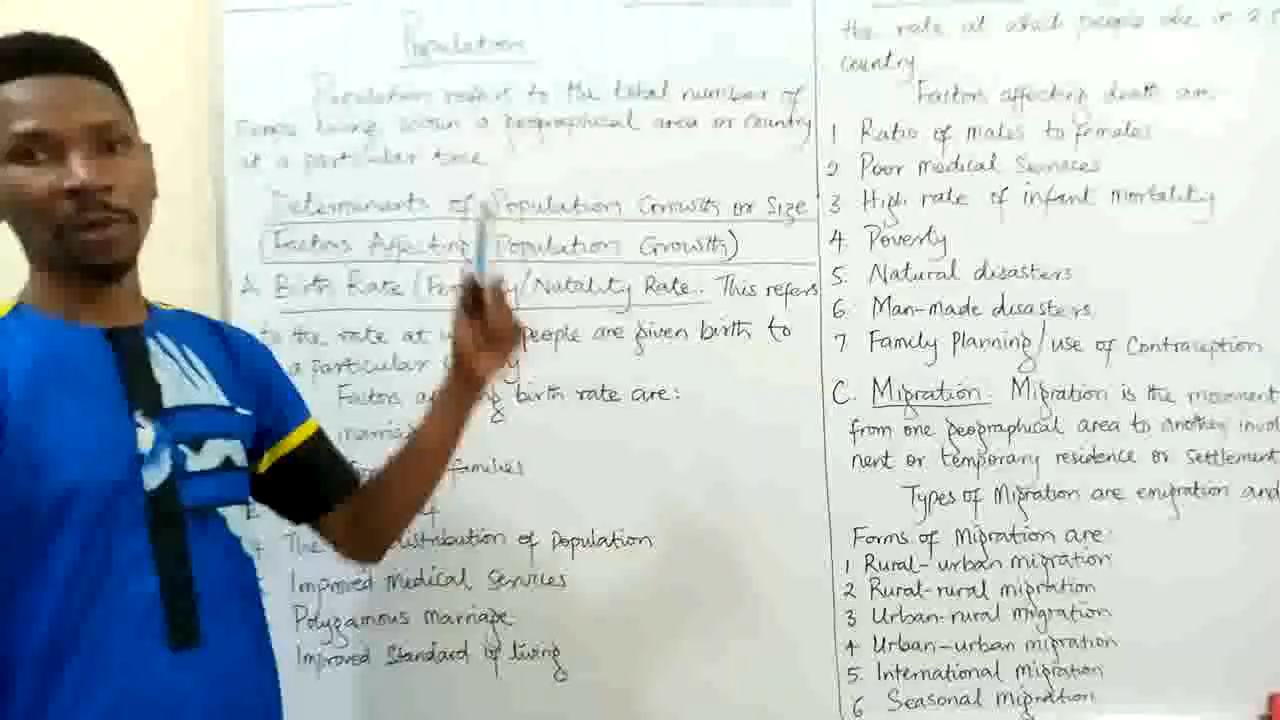 Population
Population refers to the total number of
people living within a geographical area or country
at a particular time
Determinants of Population Growth or Size
(Factors Affecting Population Growth)
A. Birth Rate (Fer y/Natality Rate. This refers
to the rate at people are given birth to
a particular
Factors birth rate are:
families
The distribution of Population
Improved Medical Services
Polygamous marriage
Improved Standard of living
the rate at which people die in a
country
Factors affecting death are
1 Ratio of males to females
2 Poor medical Services
3 High rate of infant mortality
4 Poverty
5. Natural disasters
6. Man-made disasters
7 Family Planning/use of Contraception
C. Migration. Migration is the movement
from one geographical area to another invol
nent or temporary residence or settlement
Types of Migration are emigration and
Forms of Migration are:
1 Rural-urban migration
2 Rural-rural migration
3 Urban-rural migration
4 Urban-urban migration
5. International migration
6 Seasonal migration